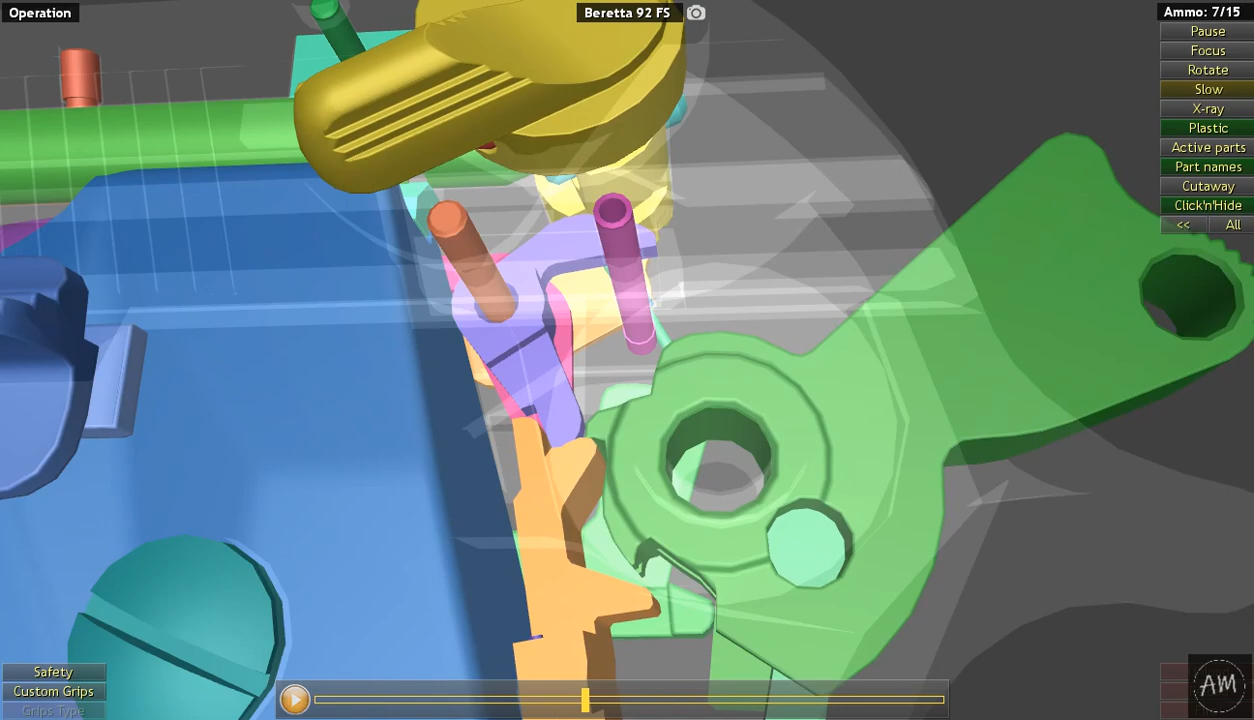 Operation
Beretta 92 FS
Ammo: 7/15
Pause
Focus
Rotate
Slow
X-ray
Plastic
Active parts
Part names
Cutaway
Click'n'Hide
<< All
Safety
Custom Grips
Grips Type
AM